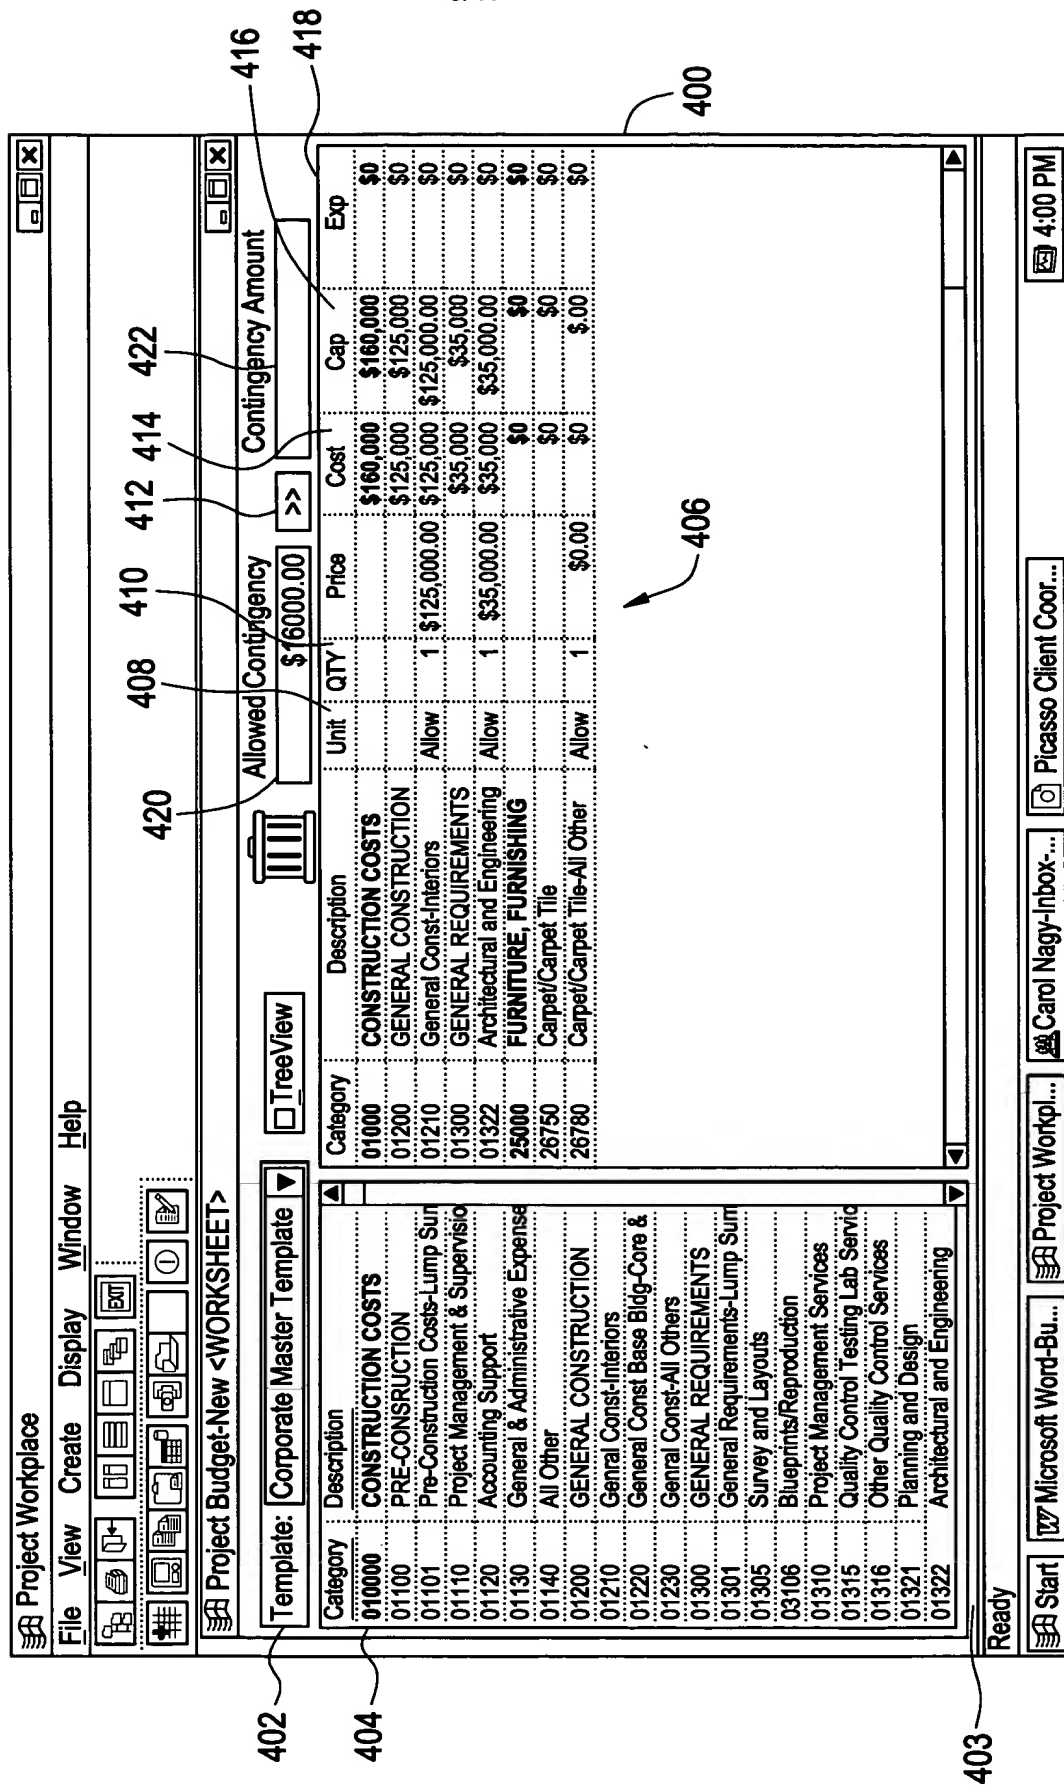 Project Workplace
File View Create Display Window Help
EXIT
Project Budget-New <WORKSHEET>
Template: Corporate Master Template
TreeView
Allowed Contingency
$16000.00
>>
Contingency Amount
Category Description
010000 CONSTRUCTION COSTS
01100 PRE-CONSRUCTION
01101 Pre-Construction Costs-Lump Sun
01110 Project Management & Supervisio
01120 Accounting Support
01130 General & Administrative Expense
01140 All Other
01200 GENERAL CONSTRUCTION
01210 Genral Const-Interiors
01220 General Const Base Bldg-Core &
01230 Genral Const-All Others
01300 GENERAL REQUIREMENTS
01301 General Requirements-Lump Sum
01305 Survey and Layouts
03106 Blueprints/Reproduction
01310 Project Management Services
01315 Quality Control Testing Lab Servic
01316 Other Quality Control Services
01321 Planning and Design
01322 Architectural and Engineering
Category Description Unit QTY Price Cost Cap Exp
01000 CONSTRUCTION COSTS $160,000 $160,000 $0
01200 GENERAL CONSTRUCTION $125,000 $125,000 $0
01210 General Const-Interiors Allow 1 $125,000.00 $125,000 $125,000.00 $0
01300 GENERAL REQUIREMENTS $35,000 $35,000 $0
01322 Architectural and Engineering Allow 1 $35,000.00 $35,000 $35,000.00 $0
25000 FURNITURE, FURNISHING $0 $0 $0
26750 Carpet/Carpet Tile $0 $0 $0
26780 Carpet/Carpet Tile-All Other Allow 1 $0.00 $0 $.00 $0
Ready
Start Microsoft Word-Bu... Project Workpl... Carol Nagy-Inbox-... Picasso Client Coor... 4:00 PM
402
404
403
420
408
410
412
414
422
416
418
406
400